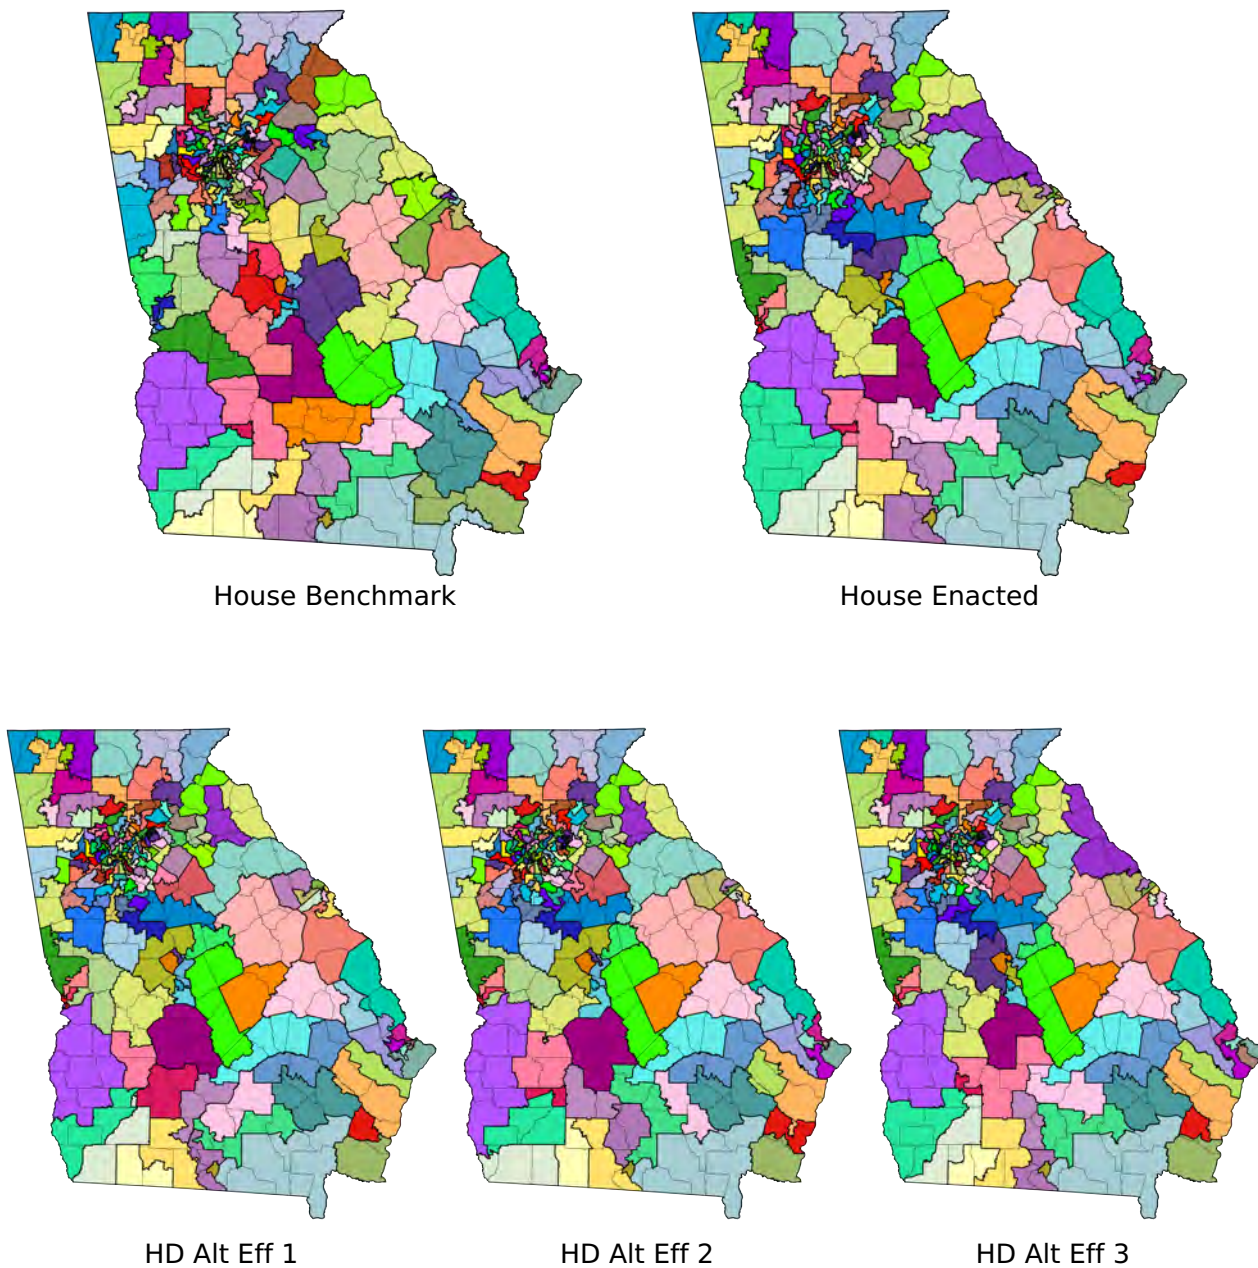 House Benchmark
House Enacted
HD Alt Eff 1
HD Alt Eff 2
HD Alt Eff 3